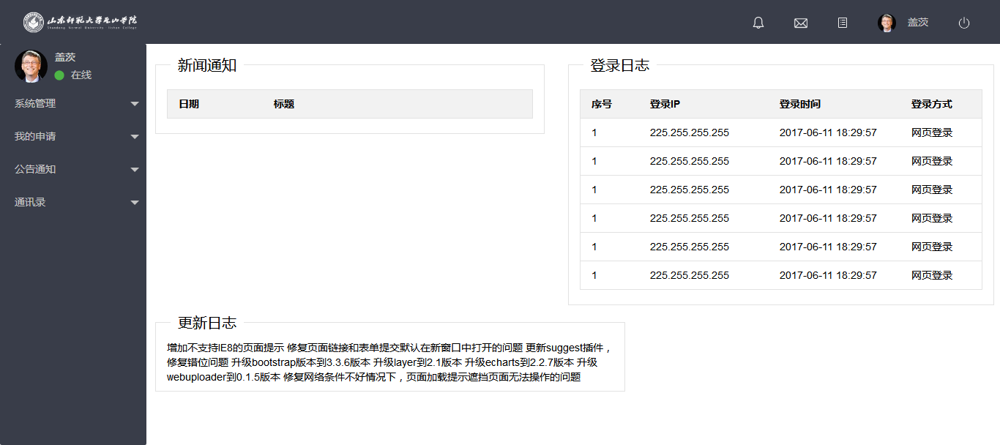 山东师范大学历山学院
Shandong Normal University · Lishan College
盖茨
盖茨
在线
系统管理
我的申请
公告通知
通讯录
新闻通知
日期 标题
登录日志
序号 登录IP 登录时间 登录方式
1 225.255.255.255 2017-06-11 18:29:57 网页登录
1 225.255.255.255 2017-06-11 18:29:57 网页登录
1 225.255.255.255 2017-06-11 18:29:57 网页登录
1 225.255.255.255 2017-06-11 18:29:57 网页登录
1 225.255.255.255 2017-06-11 18:29:57 网页登录
1 225.255.255.255 2017-06-11 18:29:57 网页登录
更新日志
增加不支持IE8的页面提示 修复页面链接和表单提交默认在新窗口中打开的问题 更新suggest插件，
修复错位问题 升级bootstrap版本到3.3.6版本 升级layer到2.1版本 升级echarts到2.2.7版本 升级
webuploader到0.1.5版本 修复网络条件不好情况下，页面加载提示遮挡页面无法操作的问题